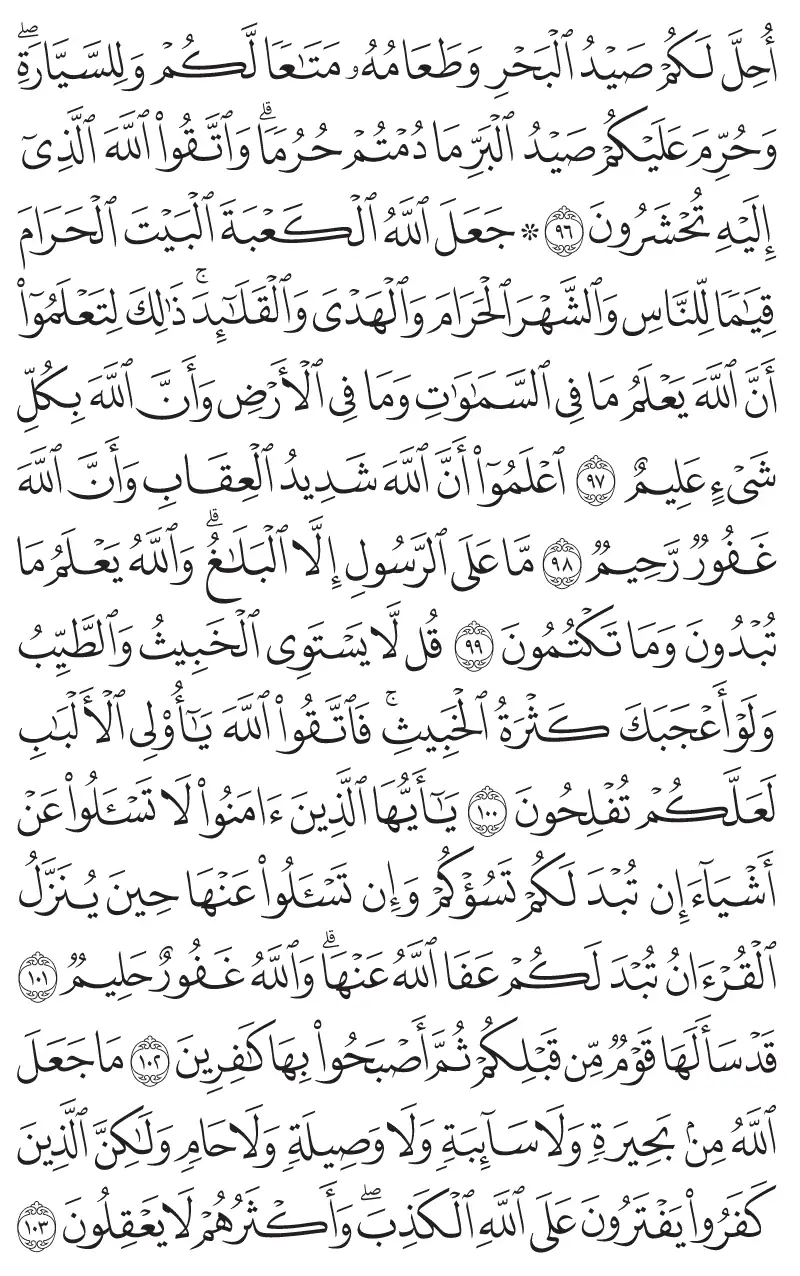 أُحِلَّ لَكُمْ صَيْدُ ٱلْبَحْرِ وَطَعَامُهُۥ مَتَـٰعًا لَّكُمْ وَلِلسَّيَّارَةِۖ
وَحُرِّمَ عَلَيْكُمْ صَيْدُ ٱلْبَرِّ مَا دُمْتُمْ حُرُمًاۗ وَٱتَّقُوا۟ ٱللَّهَ ٱلَّذِىٓ
إِلَيْهِ تُحْشَرُونَ ٩٦ * جَعَلَ ٱللَّهُ ٱلْكَعْبَةَ ٱلْبَيْتَ ٱلْحَرَامَ
قِيَـٰمًا لِّلنَّاسِ وَٱلشَّهْرَ ٱلْحَرَامَ وَٱلْهَدْىَ وَٱلْقَلَـٰٓئِدَۚ ذَٰلِكَ لِتَعْلَمُوٓا۟
أَنَّ ٱللَّهَ يَعْلَمُ مَا فِى ٱلسَّمَـٰوَٰتِ وَمَا فِى ٱلْأَرْضِ وَأَنَّ ٱللَّهَ بِكُلِّ
شَىْءٍ عَلِيمٌ ٩٧ ٱعْلَمُوٓا۟ أَنَّ ٱللَّهَ شَدِيدُ ٱلْعِقَابِ وَأَنَّ ٱللَّهَ
غَفُورٌ رَّحِيمٌ ٩٨ مَّا عَلَى ٱلرَّسُولِ إِلَّا ٱلْبَلَـٰغُۗ وَٱللَّهُ يَعْلَمُ مَا
تُبْدُونَ وَمَا تَكْتُمُونَ ٩٩ قُل لَّا يَسْتَوِى ٱلْخَبِيثُ وَٱلطَّيِّبُ
وَلَوْ أَعْجَبَكَ كَثْرَةُ ٱلْخَبِيثِۚ فَٱتَّقُوا۟ ٱللَّهَ يَـٰٓأُو۟لِى ٱلْأَلْبَـٰبِ
لَعَلَّكُمْ تُفْلِحُونَ ١٠٠ يَـٰٓأَيُّهَا ٱلَّذِينَ ءَامَنُوا۟ لَا تَسْـَٔلُوا۟ عَنْ
أَشْيَآءَ إِن تُبْدَ لَكُمْ تَسُؤْكُمْ وَإِن تَسْـَٔلُوا۟ عَنْهَا حِينَ يُنَزَّلُ
ٱلْقُرْءَانُ تُبْدَ لَكُمْ عَفَا ٱللَّهُ عَنْهَاۗ وَٱللَّهُ غَفُورٌ حَلِيمٌ ١٠١
قَدْ سَأَلَهَا قَوْمٌ مِّن قَبْلِكُمْ ثُمَّ أَصْبَحُوا۟ بِهَا كَـٰفِرِينَ ١٠٢ مَا جَعَلَ
ٱللَّهُ مِنۢ بَحِيرَةٍ وَلَا سَآئِبَةٍ وَلَا وَصِيلَةٍ وَلَا حَامٍ وَلَـٰكِنَّ ٱلَّذِينَ
كَفَرُوا۟ يَفْتَرُونَ عَلَى ٱللَّهِ ٱلْكَذِبَۖ وَأَكْثَرُهُمْ لَا يَعْقِلُونَ ١٠٣